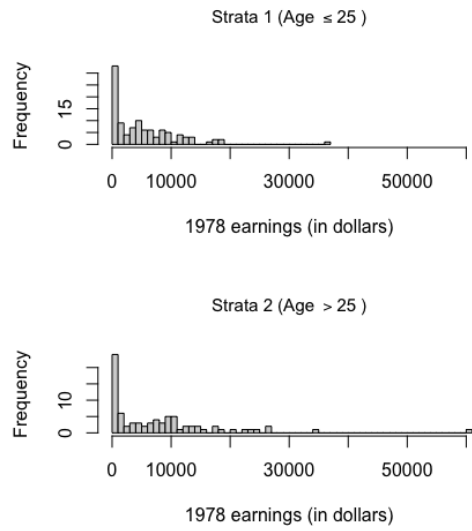 Strata 1 (Age ≤ 25 )
Frequency
15
0
0 10000 30000 50000
1978 earnings (in dollars)
Strata 2 (Age > 25 )
Frequency
10
0
0 10000 30000 50000
1978 earnings (in dollars)